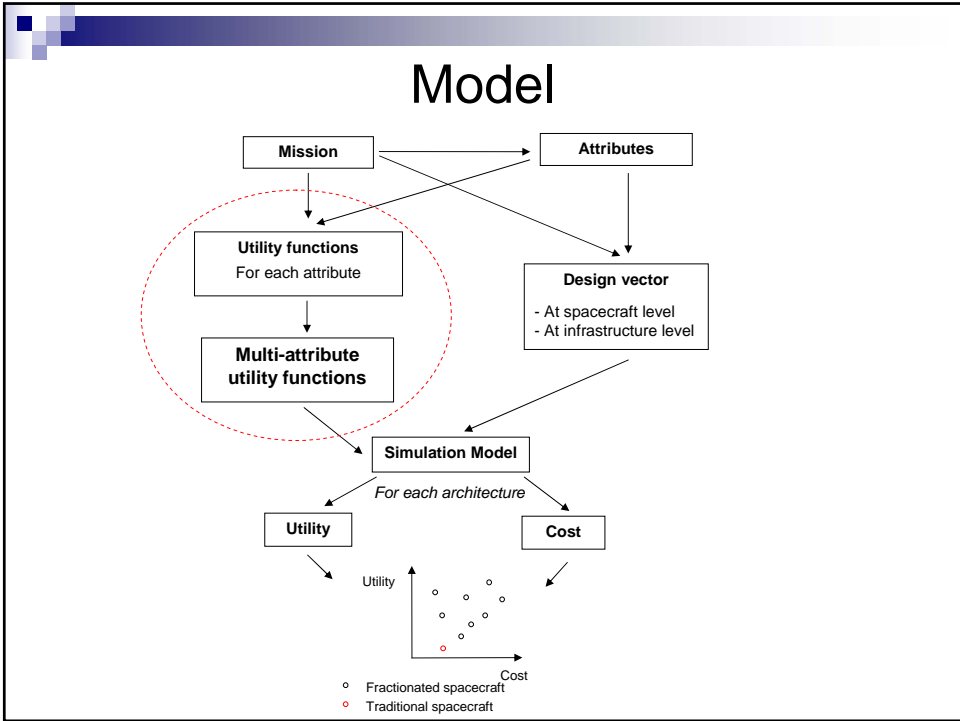 Model
Mission
Attributes
Utility functions
For each attribute
Design vector
- At spacecraft level
- At infrastructure level
Multi-attribute
utility functions
Simulation Model
For each architecture
Utility
Cost
Utility
Cost
Fractionated spacecraft
Traditional spacecraft